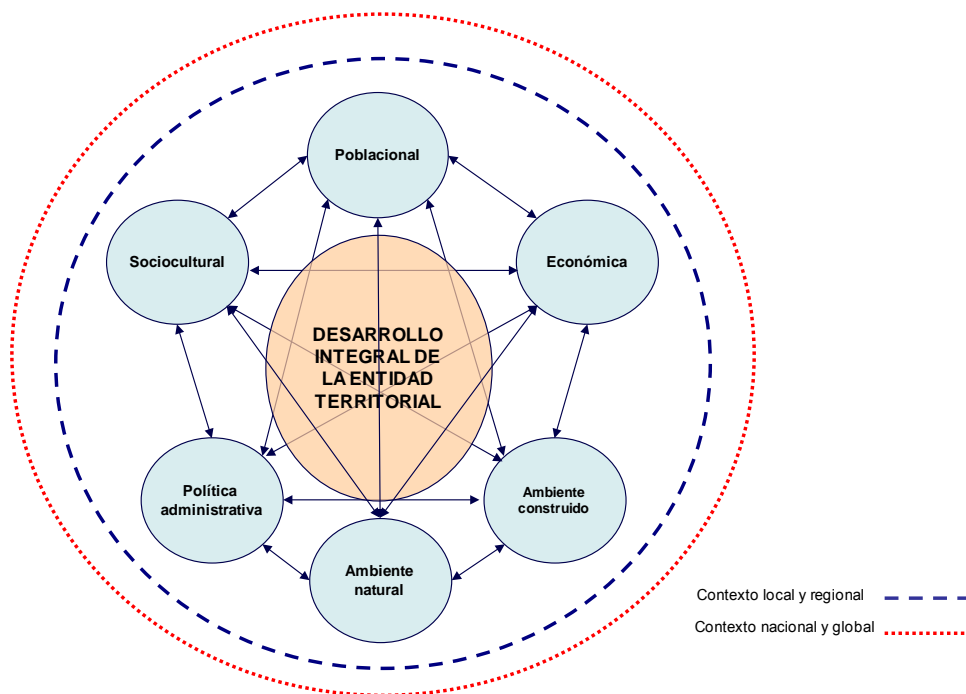 Poblacional
Sociocultural
Económica
DESARROLLO
INTEGRAL DE
LA ENTIDAD
TERRITORIAL
Política
administrativa
Ambiente
construido
Ambiente
natural
Contexto local y regional
Contexto nacional y global